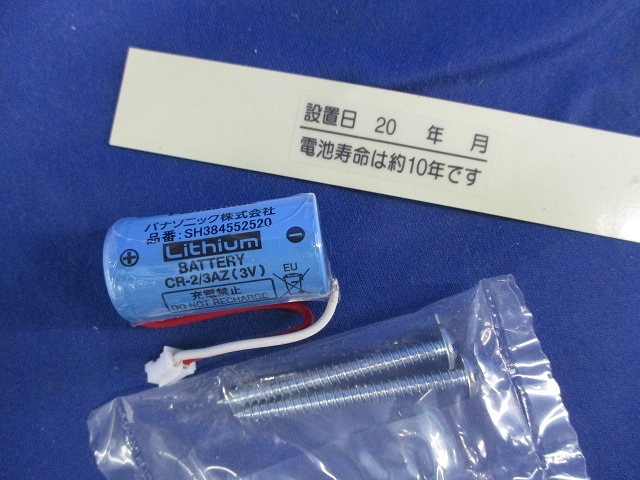 設置日 20 年 月
電池寿命は約10年です
パナソニック株式会社
品番:SH384552520
Lithium
BATTERY
CR-2/3AZ(3V)
EU
充電禁止
DO NOT RECHARGE